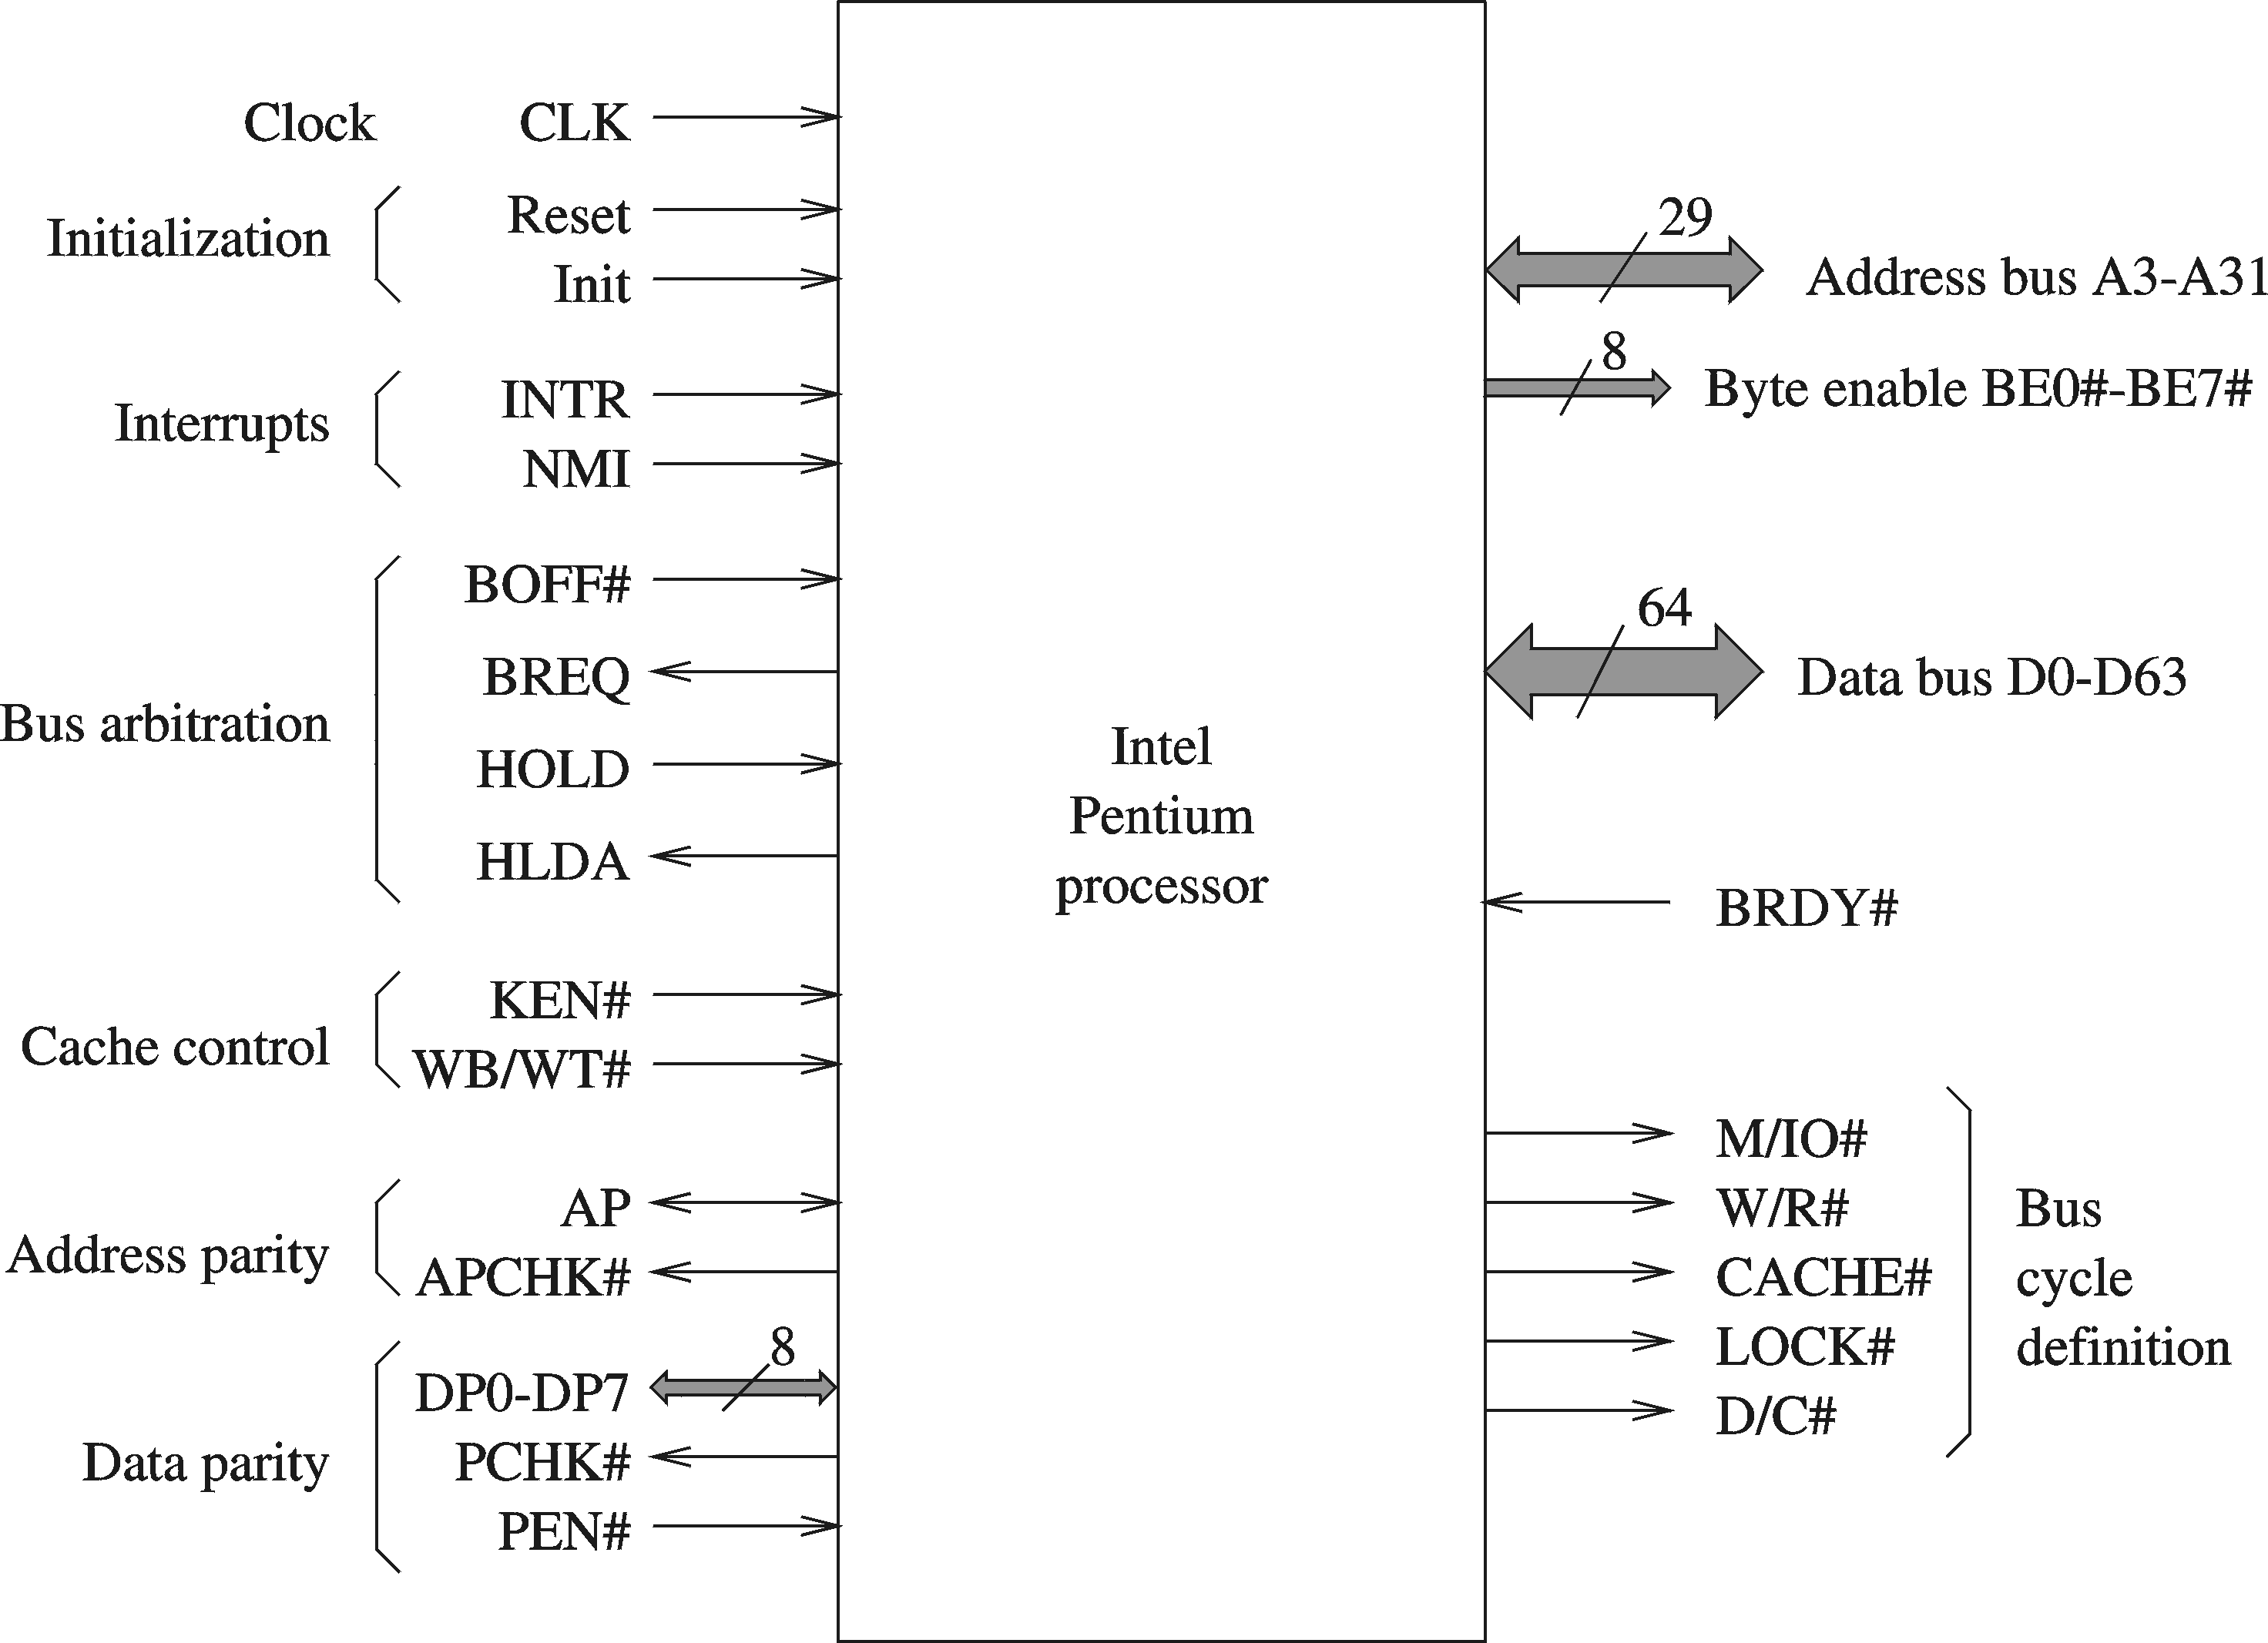 Clock CLK
Initialization
Reset
Init
Interrupts
INTR
NMI
Bus arbitration
BOFF#
BREQ
HOLD
HLDA
Cache control
KEN#
WB/WT#
Address parity
AP
APCHK#
Data parity
DP0-DP7
8
PCHK#
PEN#
Intel
Pentium
processor
29
Address bus A3-A31
8
Byte enable BE0#-BE7#
64
Data bus D0-D63
BRDY#
M/IO#
W/R#
CACHE#
LOCK#
D/C#
Bus
cycle
definition